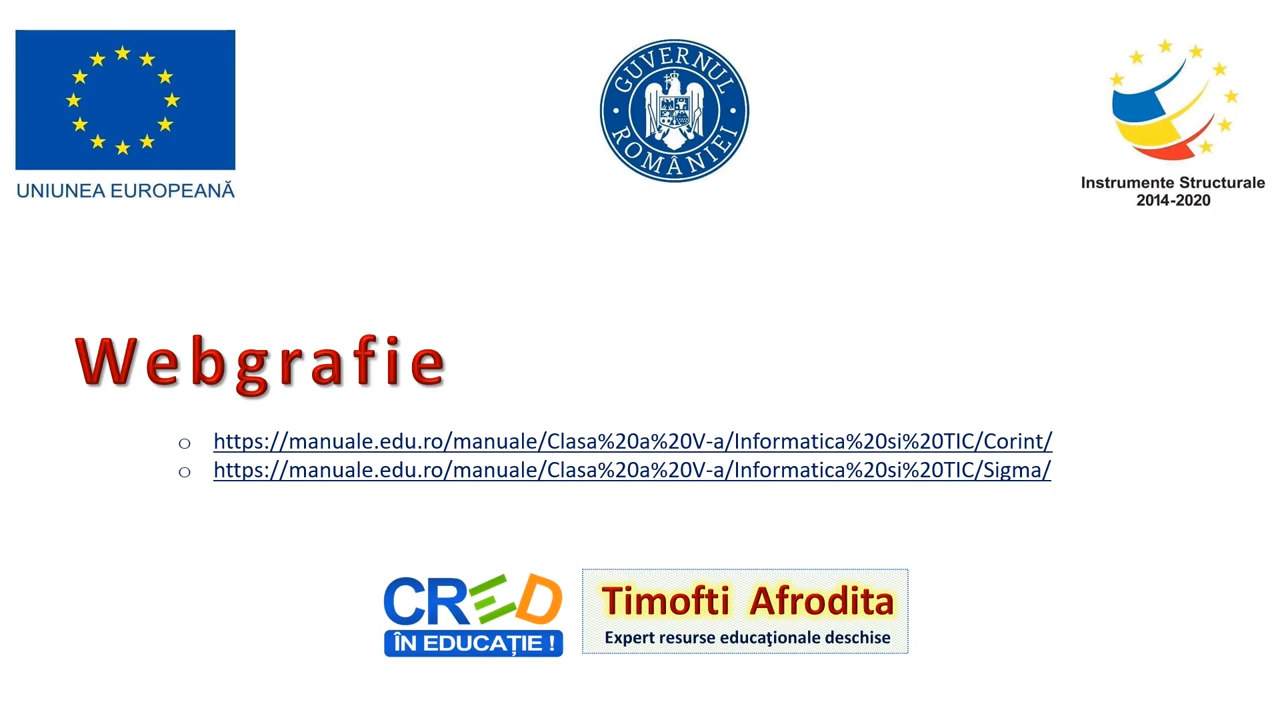 UNIUNEA EUROPEANĂ
GUVERNUL ROMÂNIEI
Instrumente Structurale
2014-2020
Webgrafie
https://manuale.edu.ro/manuale/Clasa%20a%20V-a/Informatica%20si%20TIC/Corint/
https://manuale.edu.ro/manuale/Clasa%20a%20V-a/Informatica%20si%20TIC/Sigma/
CRED
ÎN EDUCAȚIE !
Timofti Afrodita
Expert resurse educaţionale deschise